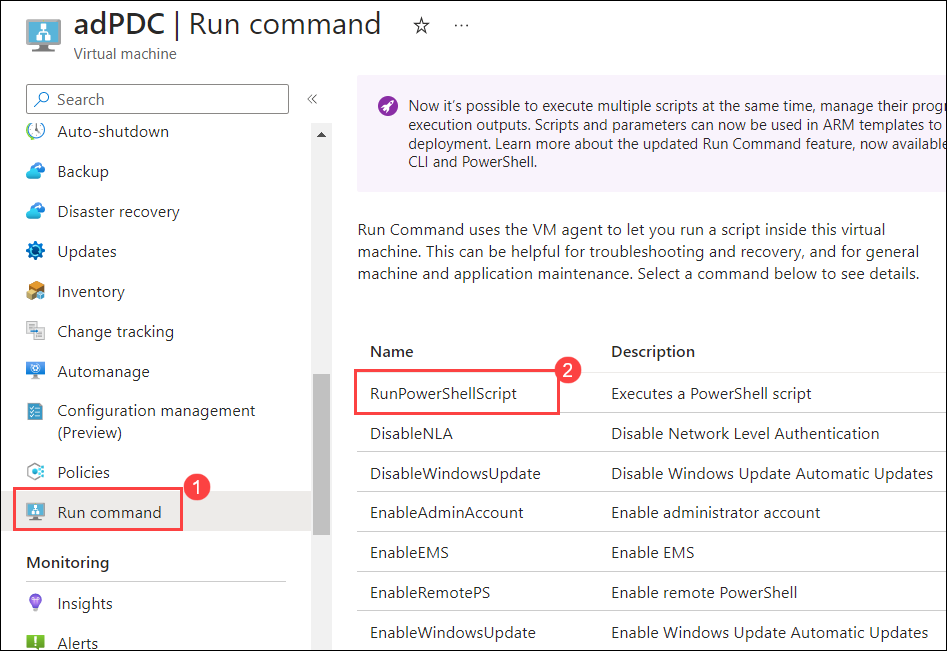 adPDC | Run command
Virtual machine
Search
Auto-shutdown
Backup
Disaster recovery
Updates
Inventory
Change tracking
Automanage
Configuration management
(Preview)
Policies
Run command
1
Monitoring
Insights
Alerts
Now it's possible to execute multiple scripts at the same time, manage their progr
execution outputs. Scripts and parameters can now be used in ARM templates to
deployment. Learn more about the updated Run Command feature, now available
CLI and PowerShell.
Run Command uses the VM agent to let you run a script inside this virtual
machine. This can be helpful for troubleshooting and recovery, and for general
machine and application maintenance. Select a command below to see details.
Name Description
2
RunPowerShellScript Executes a PowerShell script
DisableNLA Disable Network Level Authentication
DisableWindowsUpdate Disable Windows Update Automatic Updates
EnableAdminAccount Enable administrator account
EnableEMS Enable EMS
EnableRemotePS Enable remote PowerShell
EnableWindowsUpdate Enable Windows Update Automatic Updates